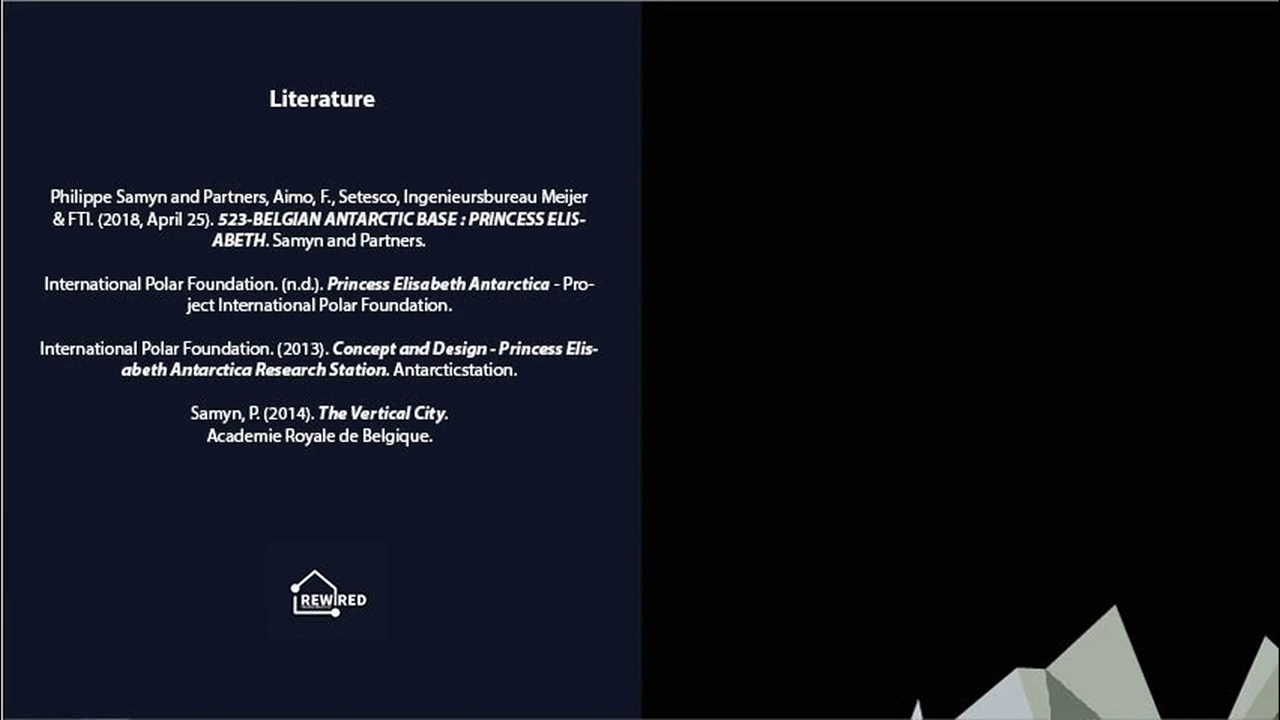 Literature
Philippe Samyn and Partners, Aimo, F., Setesco, Ingenieursbureau Meijer
& FTI. (2018, April 25). 523-BELGIAN ANTARCTIC BASE : PRINCESS ELIS-
ABETH. Samyn and Partners.
International Polar Foundation. (n.d.). Princess Elisabeth Antarctica - Pro-
ject International Polar Foundation.
International Polar Foundation. (2013). Concept and Design - Princess Elis-
abeth Antarctica Research Station. Antarcticstation.
Samyn, P. (2014). The Vertical City.
Academie Royale de Belgique.
REWIRED